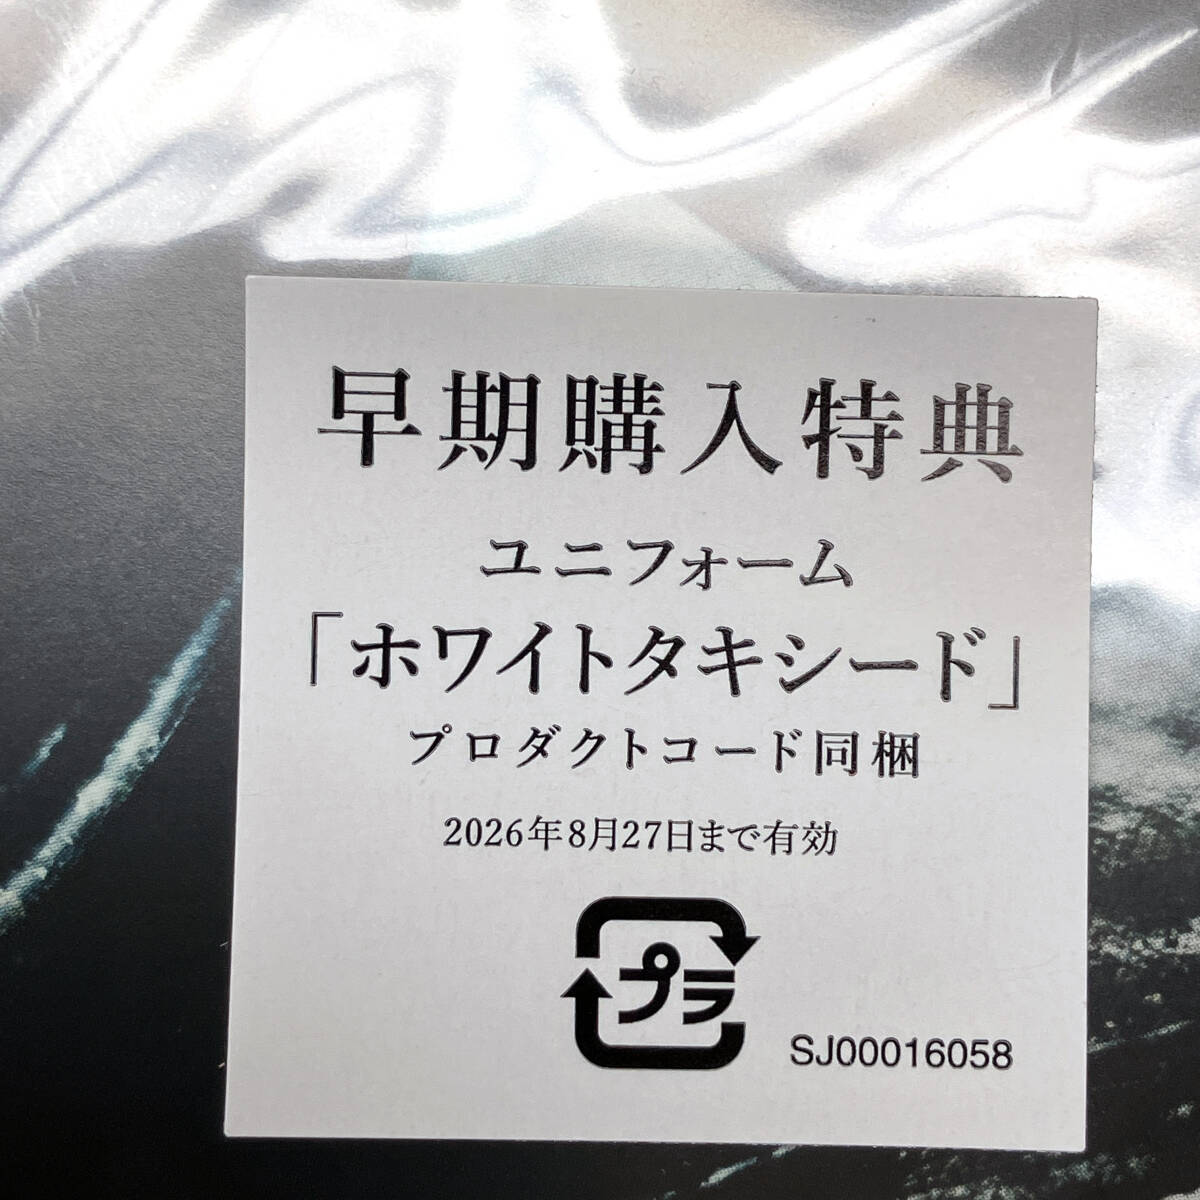 早期購入特典
ユニフォーム
「ホワイトタキシード」
プロダクトコード同梱
2026年8月27日まで有効
プラ
SJ00016058